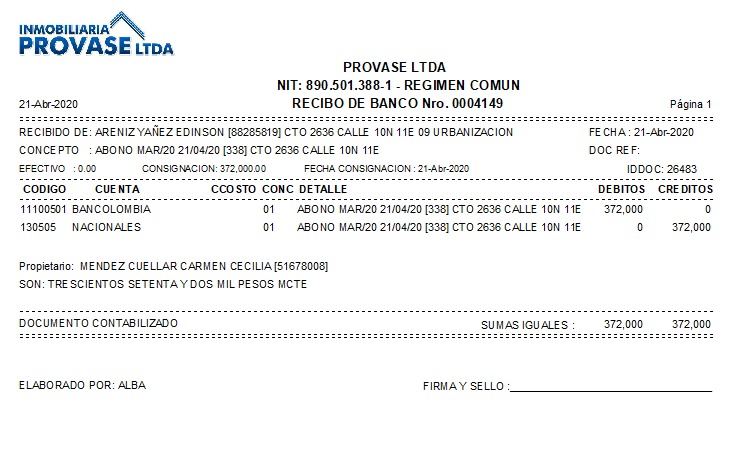 INMOBILIARIA
PROVASE LTDA
PROVASE LTDA
NIT: 890.501.388-1 - REGIMEN COMUN
21-Abr-2020 RECIBO DE BANCO Nro. 0004149 Página 1
RECIBIDO DE: ARENIZ YAÑEZ EDINSON [88285819] CTO 2636 CALLE 10N 11E 09 URBANIZACION FECHA : 21-Abr-2020
CONCEPTO : ABONO MAR/20 21/04/20 [338] CTO 2636 CALLE 10N 11E DOC REF:
EFECTIVO : 0.00 CONSIGNACION: 372,000.00 FECHA CONSIGNACION : 21-Abr-2020 IDDOC: 26483
CODIGO CUENTA CCOSTO CONC DETALLE DEBITOS CREDITOS
11100501 BANCOLOMBIA 01 ABONO MAR/20 21/04/20 [338] CTO 2636 CALLE 10N 11E 372,000 0
130505 NACIONALES 01 ABONO MAR/20 21/04/20 [338] CTO 2636 CALLE 10N 11E 0 372,000
Propietario: MENDEZ CUELLAR CARMEN CECILIA [51678008]
SON: TRESCIENTOS SETENTA Y DOS MIL PESOS MCTE
DOCUMENTO CONTABILIZADO SUMAS IGUALES : 372,000 372,000
ELABORADO POR: ALBA FIRMA Y SELLO :